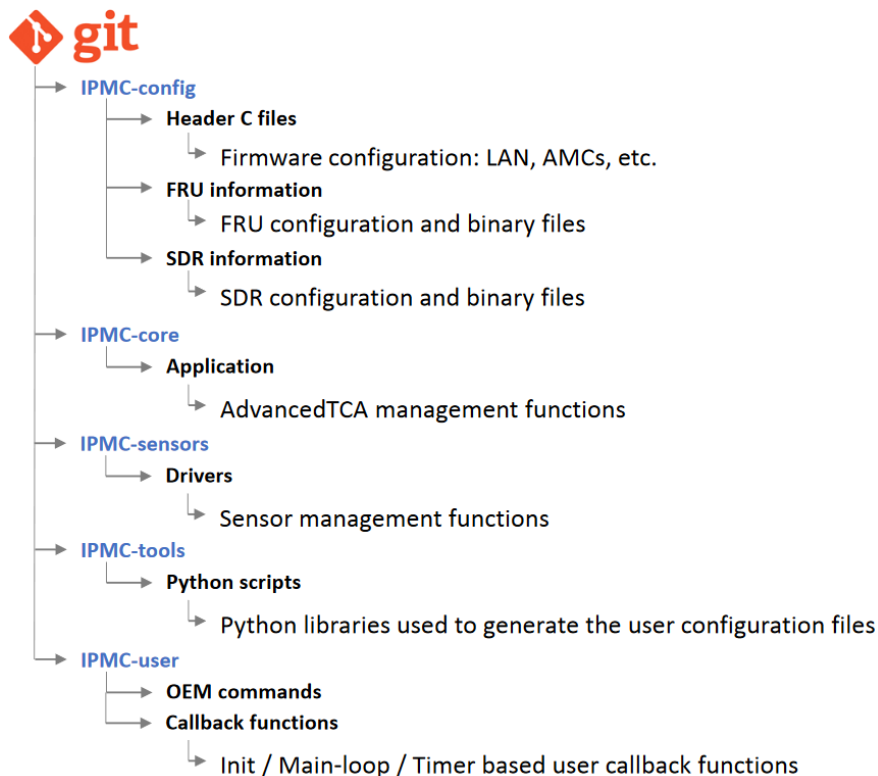 git
IPMC-config
Header C files
Firmware configuration: LAN, AMCs, etc.
FRU information
FRU configuration and binary files
SDR information
SDR configuration and binary files
IPMC-core
Application
AdvancedTCA management functions
IPMC-sensors
Drivers
Sensor management functions
IPMC-tools
Python scripts
Python libraries used to generate the user configuration files
IPMC-user
OEM commands
Callback functions
Init / Main-loop / Timer based user callback functions